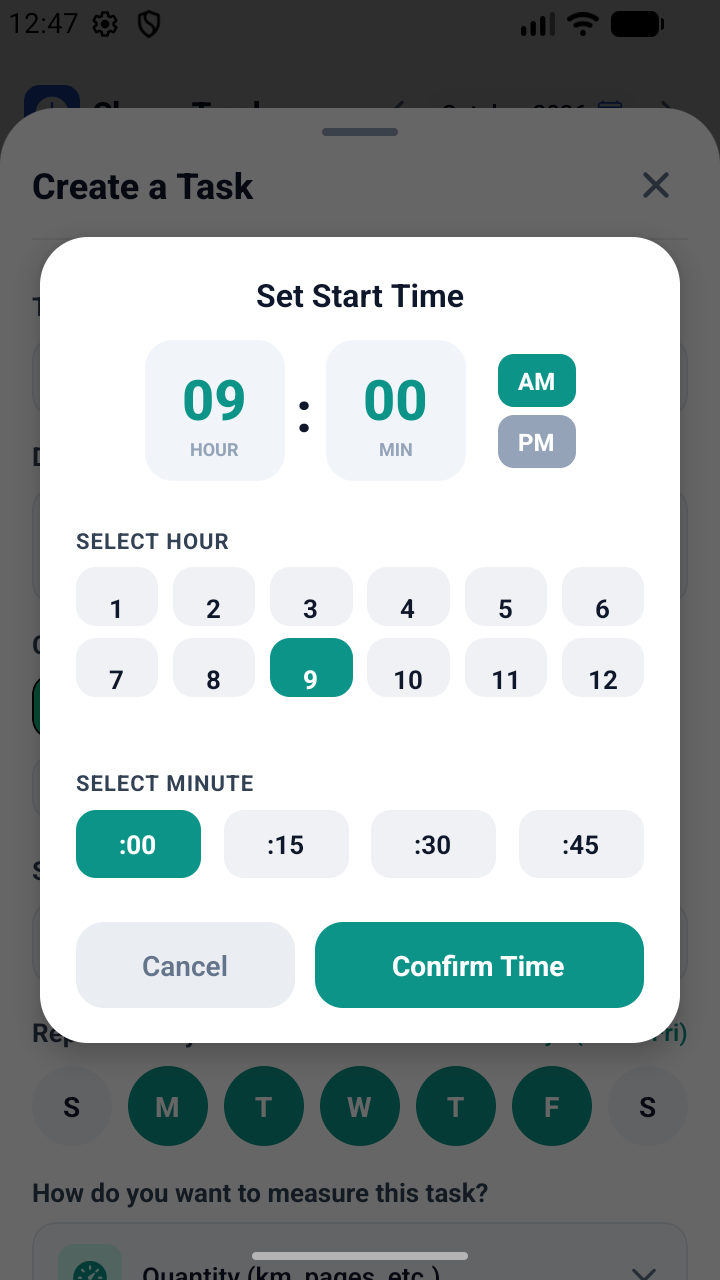 12:47
Create a Task
Set Start Time
09 : 00
HOUR
MIN
AM
PM
SELECT HOUR
1 2 3 4 5 6
7 8 9 10 11 12
SELECT MINUTE
:00 :15 :30 :45
Cancel
Confirm Time
S M T W T F S
How do you want to measure this task?
Quantity (km, pages, etc.)